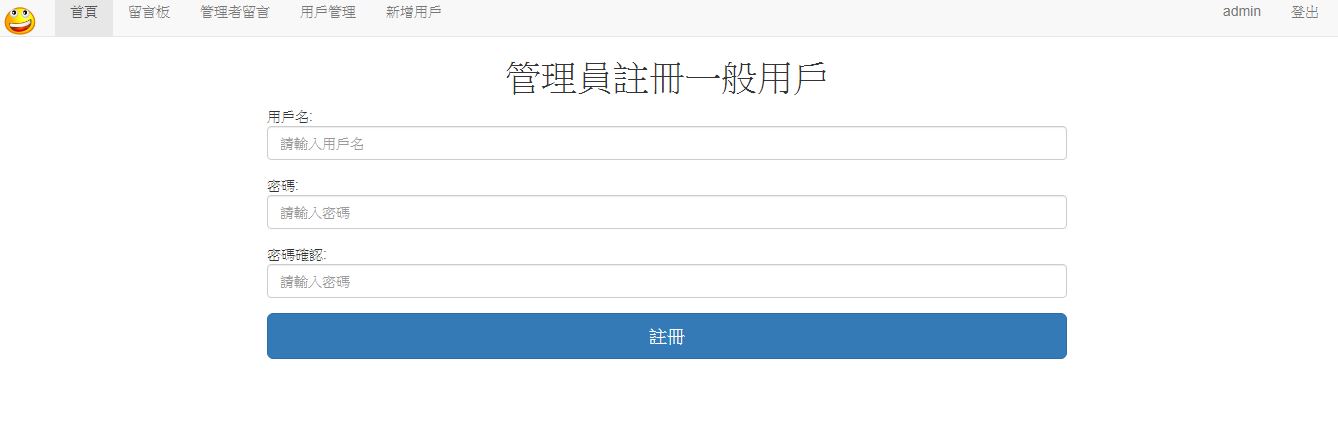 首頁 留言板 管理者留言 用戶管理 新增用戶 admin 登出
管理員註冊一般用戶
用戶名:
請輸入用戶名
密碼:
請輸入密碼
密碼確認:
請輸入密碼
註冊